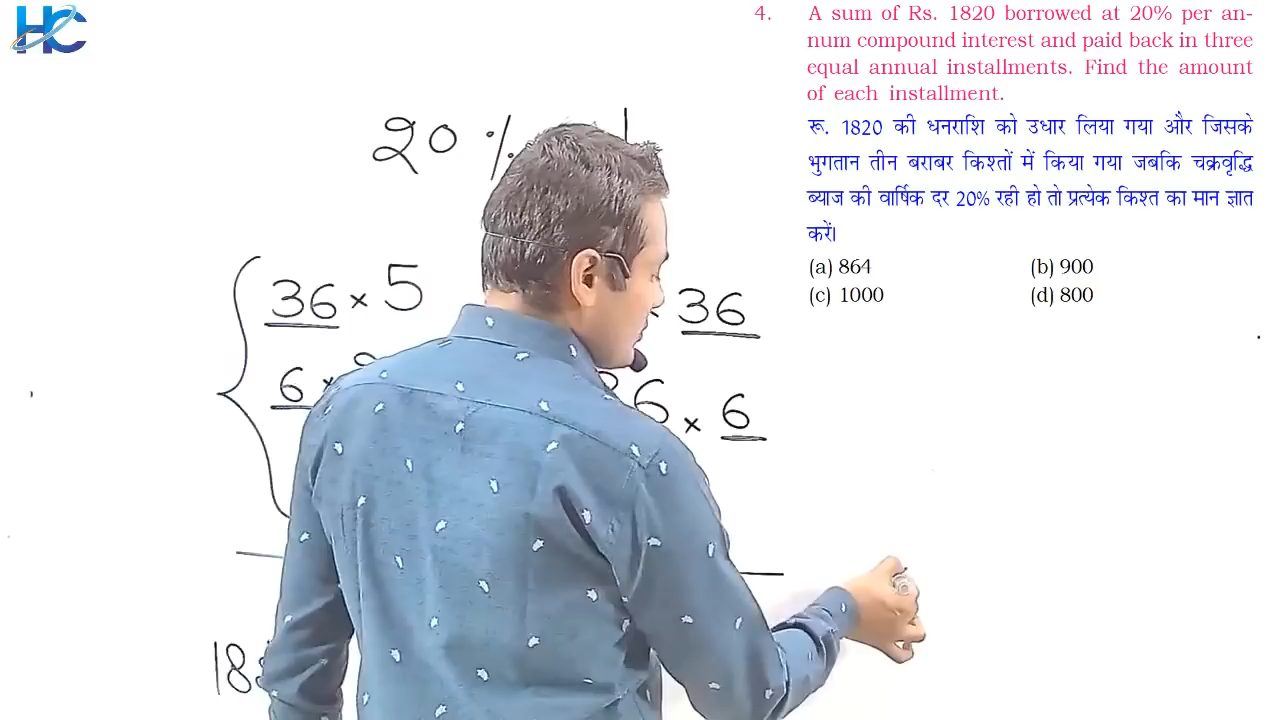 HC
4. A sum of Rs. 1820 borrowed at 20% per an-
num compound interest and paid back in three
equal annual installments. Find the amount
of each installment.
रू. 1820 की धनराशि को उधार लिया गया और जिसके
भुगतान तीन बराबर किश्तों में किया गया जबकि चक्रवृद्धि
ब्याज की वार्षिक दर 20% रही हो तो प्रत्येक किश्त का मान ज्ञात
करें।
(a) 864 (b) 900
(c) 1000 (d) 800
20 %
36 × 5 36
6 × 36 × 6
18